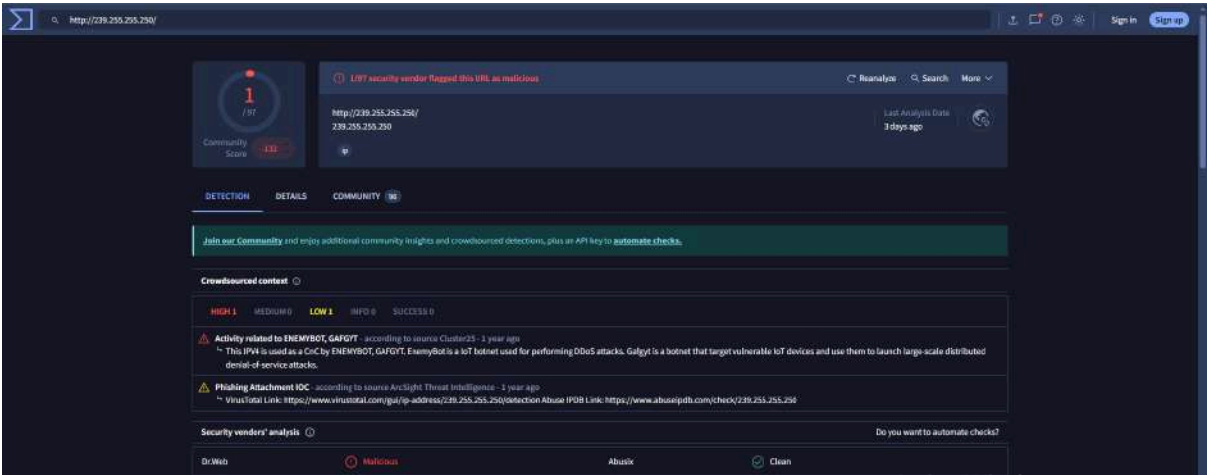 http://239.255.255.250/
Sign in
Sign up
1
/ 97
Community
Score
1/97 security vendor flagged this URL as malicious
Reanalyze
Search
More
http://239.255.255.250/
239.255.255.250
ip
Last Analysis Date
3 days ago
DETECTION
DETAILS
COMMUNITY
Join our Community and enjoy additional community insights and crowdsourced detections, plus an API key to automate checks.
Crowdsourced context
HIGH 1 MEDIUM 0 LOW 1 INFO 0 SUCCESS 0
Activity related to ENEMYBOT, GAFGYT - according to source Cluster25 - 1 year ago
This IPV4 is used as a CnC by ENEMYBOT, GAFGYT. EnemyBot is a IoT botnet used for performing DDoS attacks. Gafgyt is a botnet that target vulnerable IoT devices and use them to launch large-scale distributed
denial-of-service attacks.
Phishing Attachment IOC - according to source ArcSight Threat Intelligence - 1 year ago
VirusTotal Link: https://www.virustotal.com/gui/ip-address/239.255.255.250/detection Abuse IPDB Link: https://www.abuseipdb.com/check/239.255.255.250
Security vendors' analysis
Do you want to automate checks?
Dr.Web
Malicious
Abusix
Clean